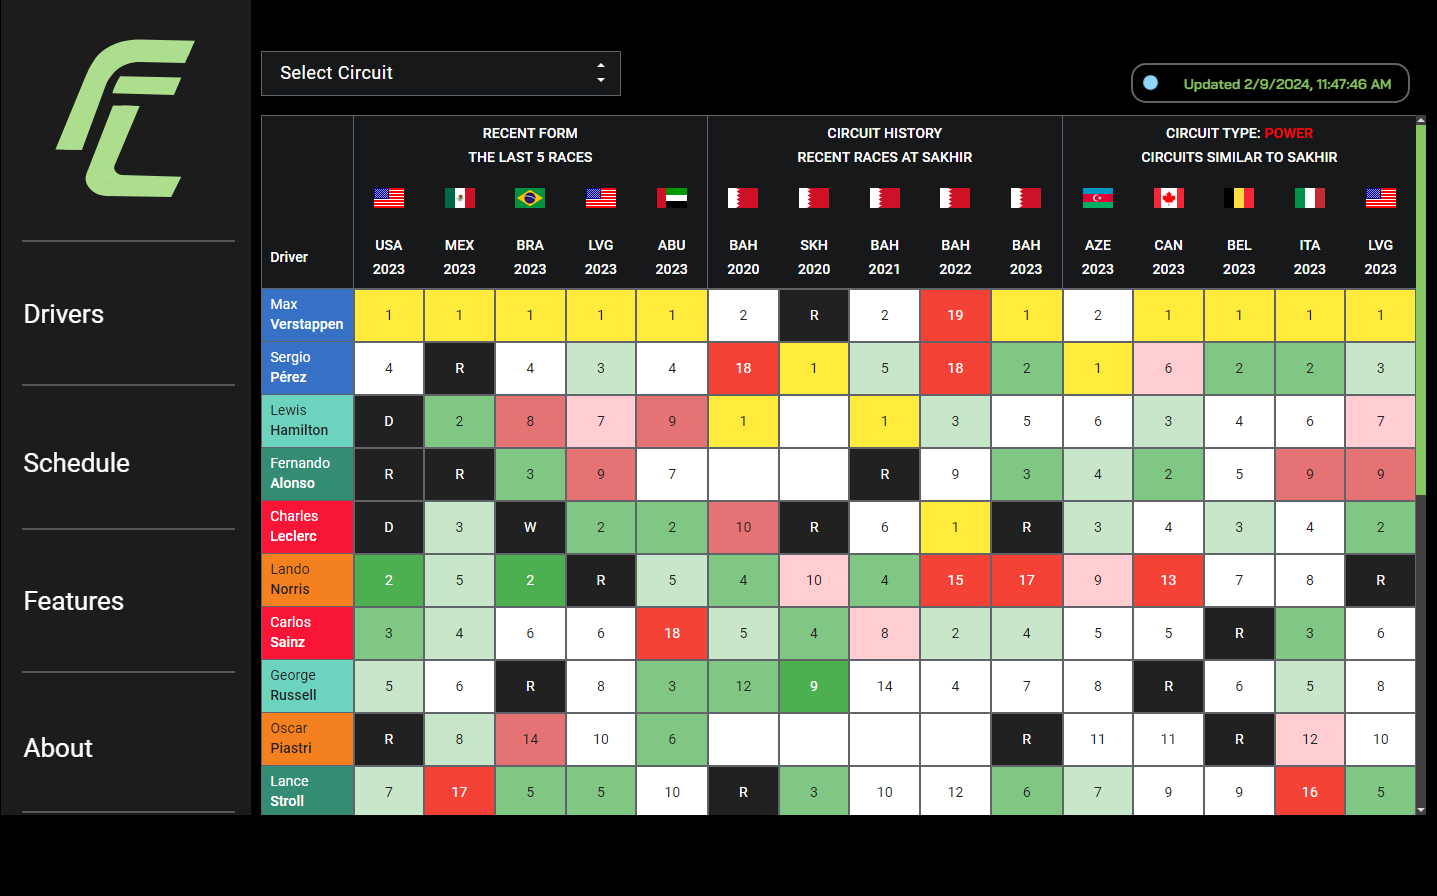 Select Circuit
Updated 2/9/2024, 11:47:46 AM
Drivers
Schedule
Features
About
RECENT FORM CIRCUIT HISTORY CIRCUIT TYPE: POWER
THE LAST 5 RACES RECENT RACES AT SAKHIR CIRCUITS SIMILAR TO SAKHIR
USA MEX BRA LVG ABU BAH SKH BAH BAH BAH AZE CAN BEL ITA LVG
Driver
2023 2023 2023 2023 2023 2020 2020 2021 2022 2023 2023 2023 2023 2023 2023
Max
Verstappen
1 1 1 1 1 2 R 2 19 1 2 1 1 1 1
Sergio
Pérez
4 R 4 3 4 18 1 5 18 2 1 6 2 2 3
Lewis
Hamilton
D 2 8 7 9 1 1 3 5 6 3 4 6 7
Fernando
Alonso
R R 3 9 7 R 9 3 4 2 5 9 9
Charles
Leclerc
D 3 W 2 2 10 R 6 1 R 3 4 3 4 2
Lando
Norris
2 5 2 R 5 4 10 4 15 17 9 13 7 8 R
Carlos
Sainz
3 4 6 6 18 5 4 8 2 4 5 5 R 3 6
George
Russell
5 6 R 8 3 12 9 14 4 7 8 R 6 5 8
Oscar
Piastri
R 8 14 10 6 R 11 11 R 12 10
Lance
Stroll
7 17 5 5 10 R 3 10 12 6 7 9 9 16 5